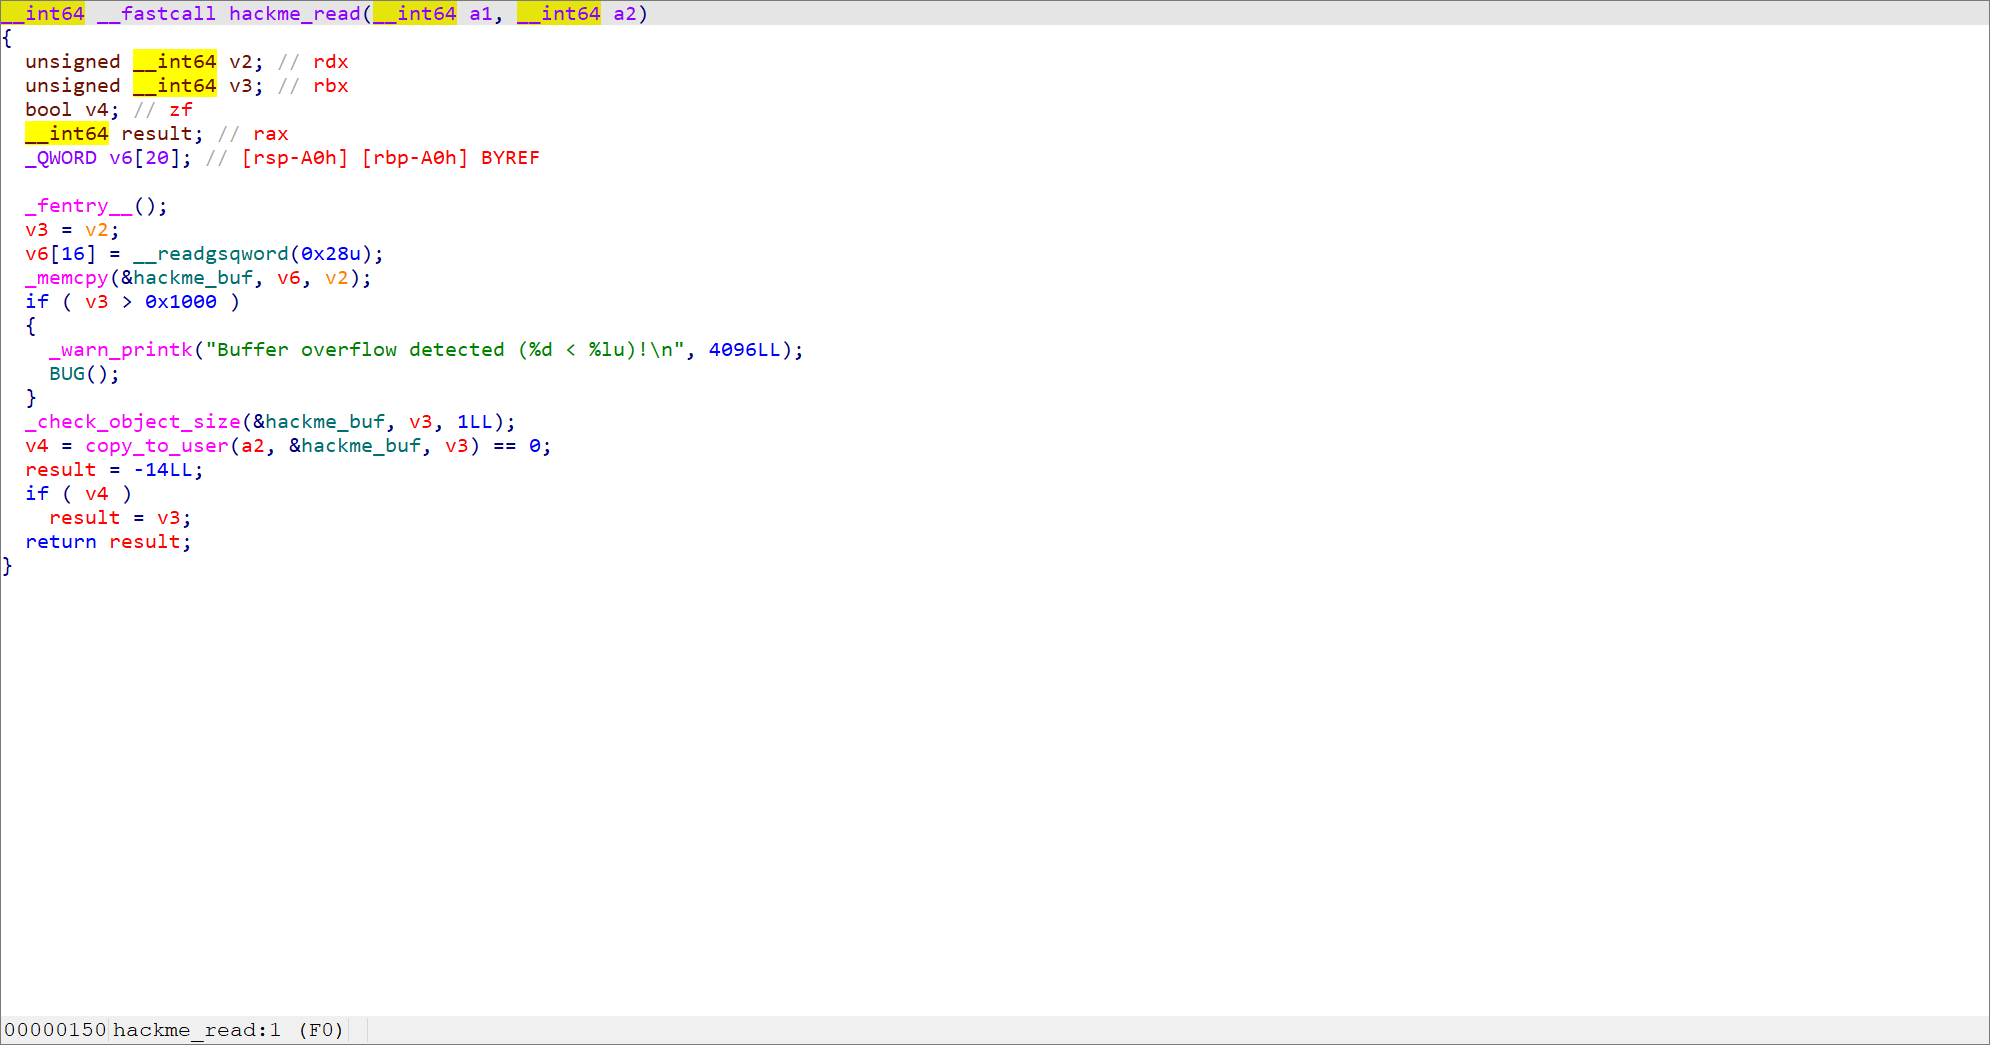 __int64 __fastcall hackme_read(__int64 a1, __int64 a2)
{
  unsigned __int64 v2; // rdx
  unsigned __int64 v3; // rbx
  bool v4; // zf
  __int64 result; // rax
  _QWORD v6[20]; // [rsp-A0h] [rbp-A0h] BYREF

  _fentry__();
  v3 = v2;
  v6[16] = __readgsqword(0x28u);
  _memcpy(&hackme_buf, v6, v2);
  if ( v3 > 0x1000 )
  {
    _warn_printk("Buffer overflow detected (%d < %lu)!\n", 4096LL);
    BUG();
  }
  _check_object_size(&hackme_buf, v3, 1LL);
  v4 = copy_to_user(a2, &hackme_buf, v3) == 0;
  result = -14LL;
  if ( v4 )
    result = v3;
  return result;
}
00000150 hackme_read:1 (F0)